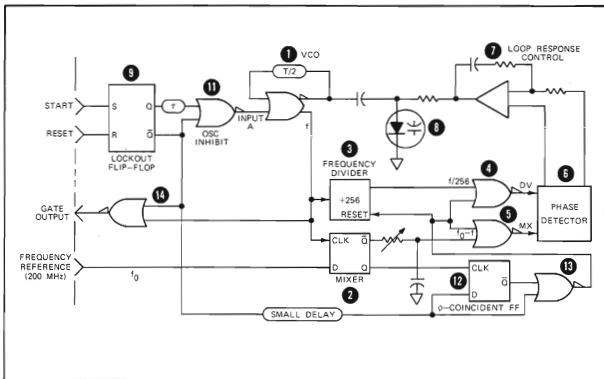 1 VCO
T/2
7 LOOP RESPONSE
CONTROL
9
11
START
S Q
τ
RESET
R Q̅
LOCKOUT
FLIP-FLOP
OSC
INHIBIT
INPUT
A
f
8
3
FREQUENCY
DIVIDER
÷256
RESET
f/256
4
DV
6
PHASE
DETECTOR
14
GATE
OUTPUT
5
f₀-f
MX
CLK Q̅
D Q
MIXER
2
FREQUENCY
REFERENCE
(200 MHz)
f₀
12
CLK
Q̅
D
o-COINCIDENT FF
13
SMALL DELAY